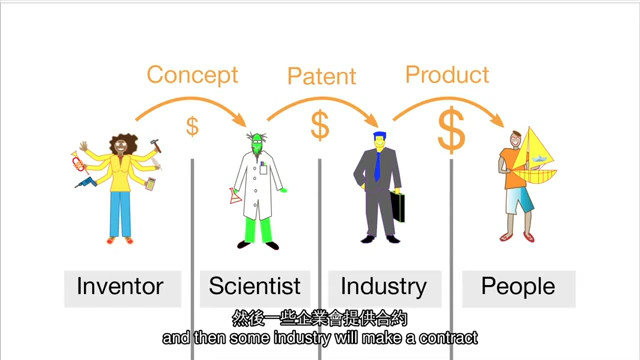 Concept
Patent
Product
$
$
$
Inventor
Scientist
Industry
People
然後一些企業會提供合約
and then some industry will make a contract